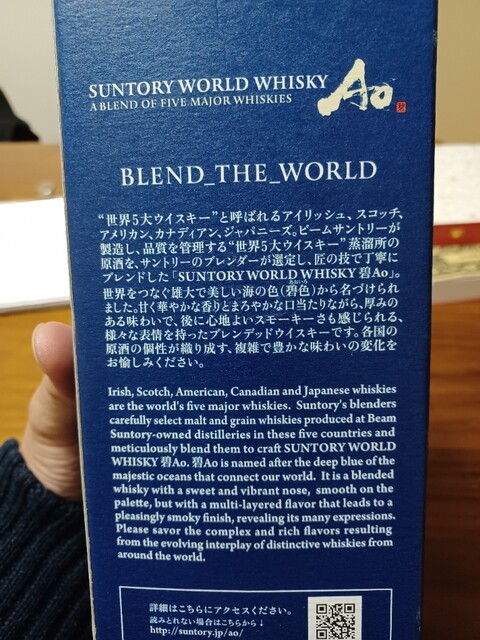 SUNTORY WORLD WHISKY
A BLEND OF FIVE MAJOR WHISKIES
Ao
BLEND_THE_WORLD
“世界5大ウイスキー”と呼ばれるアイリッシュ、スコッチ、
アメリカン、カナディアン、ジャパニーズ。ビームサントリーが
製造し、品質を管理する“世界5大ウイスキー”蒸溜所の
原酒を、サントリーのブレンダーが選定し、匠の技で丁寧に
ブレンドした「SUNTORY WORLD WHISKY 碧Ao」。
世界をつなぐ雄大で美しい海の色(碧色)から名づけられ
ました。甘く華やかな香りとまろやかな口当たりながら、厚みの
ある味わいで、後に心地よいスモーキーさも感じられる、
様々な表情を持ったブレンデッドウイスキーです。各国の
原酒の個性が織り成す、複雑で豊かな味わいの変化を
お愉しみください。
Irish, Scotch, American, Canadian and Japanese whiskies
are the world's five major whiskies. Suntory's blenders
carefully select malt and grain whiskies produced at Beam
Suntory-owned distilleries in these five countries and
meticulously blend them to craft SUNTORY WORLD
WHISKY 碧Ao. 碧Ao is named after the deep blue of the
majestic oceans that connect our world. It is a blended
whisky with a sweet and vibrant nose, smooth on the
palette, but with a multi-layered flavor that leads to a
pleasingly smoky finish, revealing its many expressions.
Please savor the complex and rich flavors resulting
from the evolving interplay of distinctive whiskies from
around the world.
詳細はこちらにアクセスください。
読みとれない場合はこちらから↓
http://suntory.jp/ao/